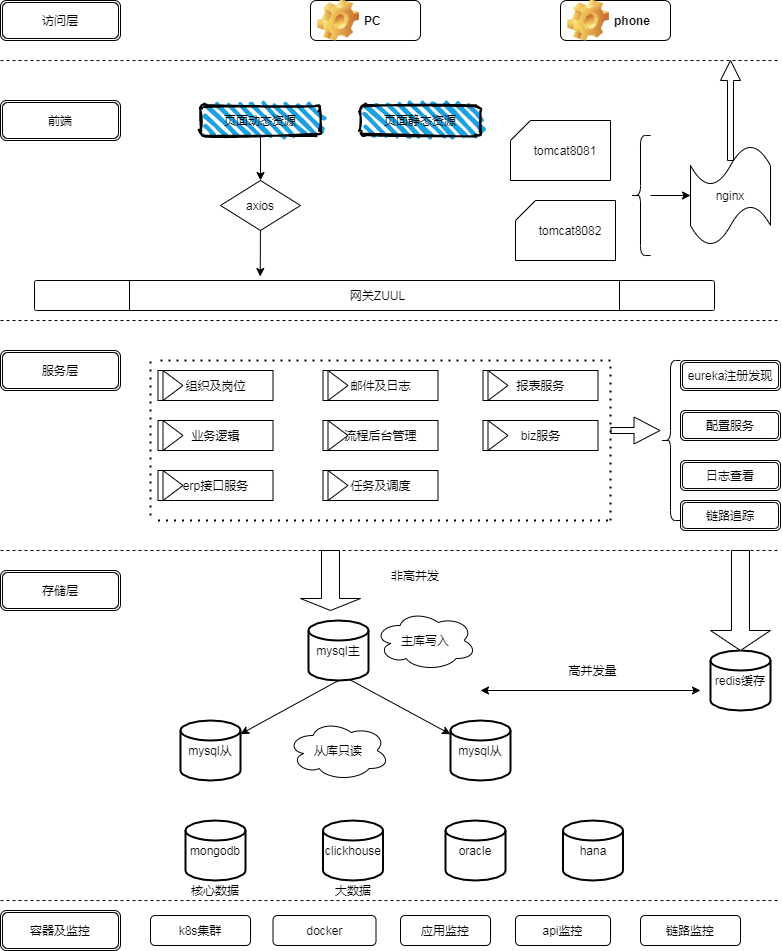 访问层
PC
phone
前端
页面动态资源
页面静态资源
tomcat8081
axios
nginx
tomcat8082
网关ZUUL
服务层
组织及岗位
邮件及日志
报表服务
eureka注册发现
业务逻辑
流程后台管理
biz服务
配置服务
erp接口服务
任务及调度
日志查看
链路追踪
存储层
非高并发
mysql主
主库写入
高并发量
redis缓存
mysql从
从库只读
mysql从
mongodb
clickhouse
oracle
hana
核心数据
大数据
容器及监控
k8s集群
docker
应用监控
api监控
链路监控